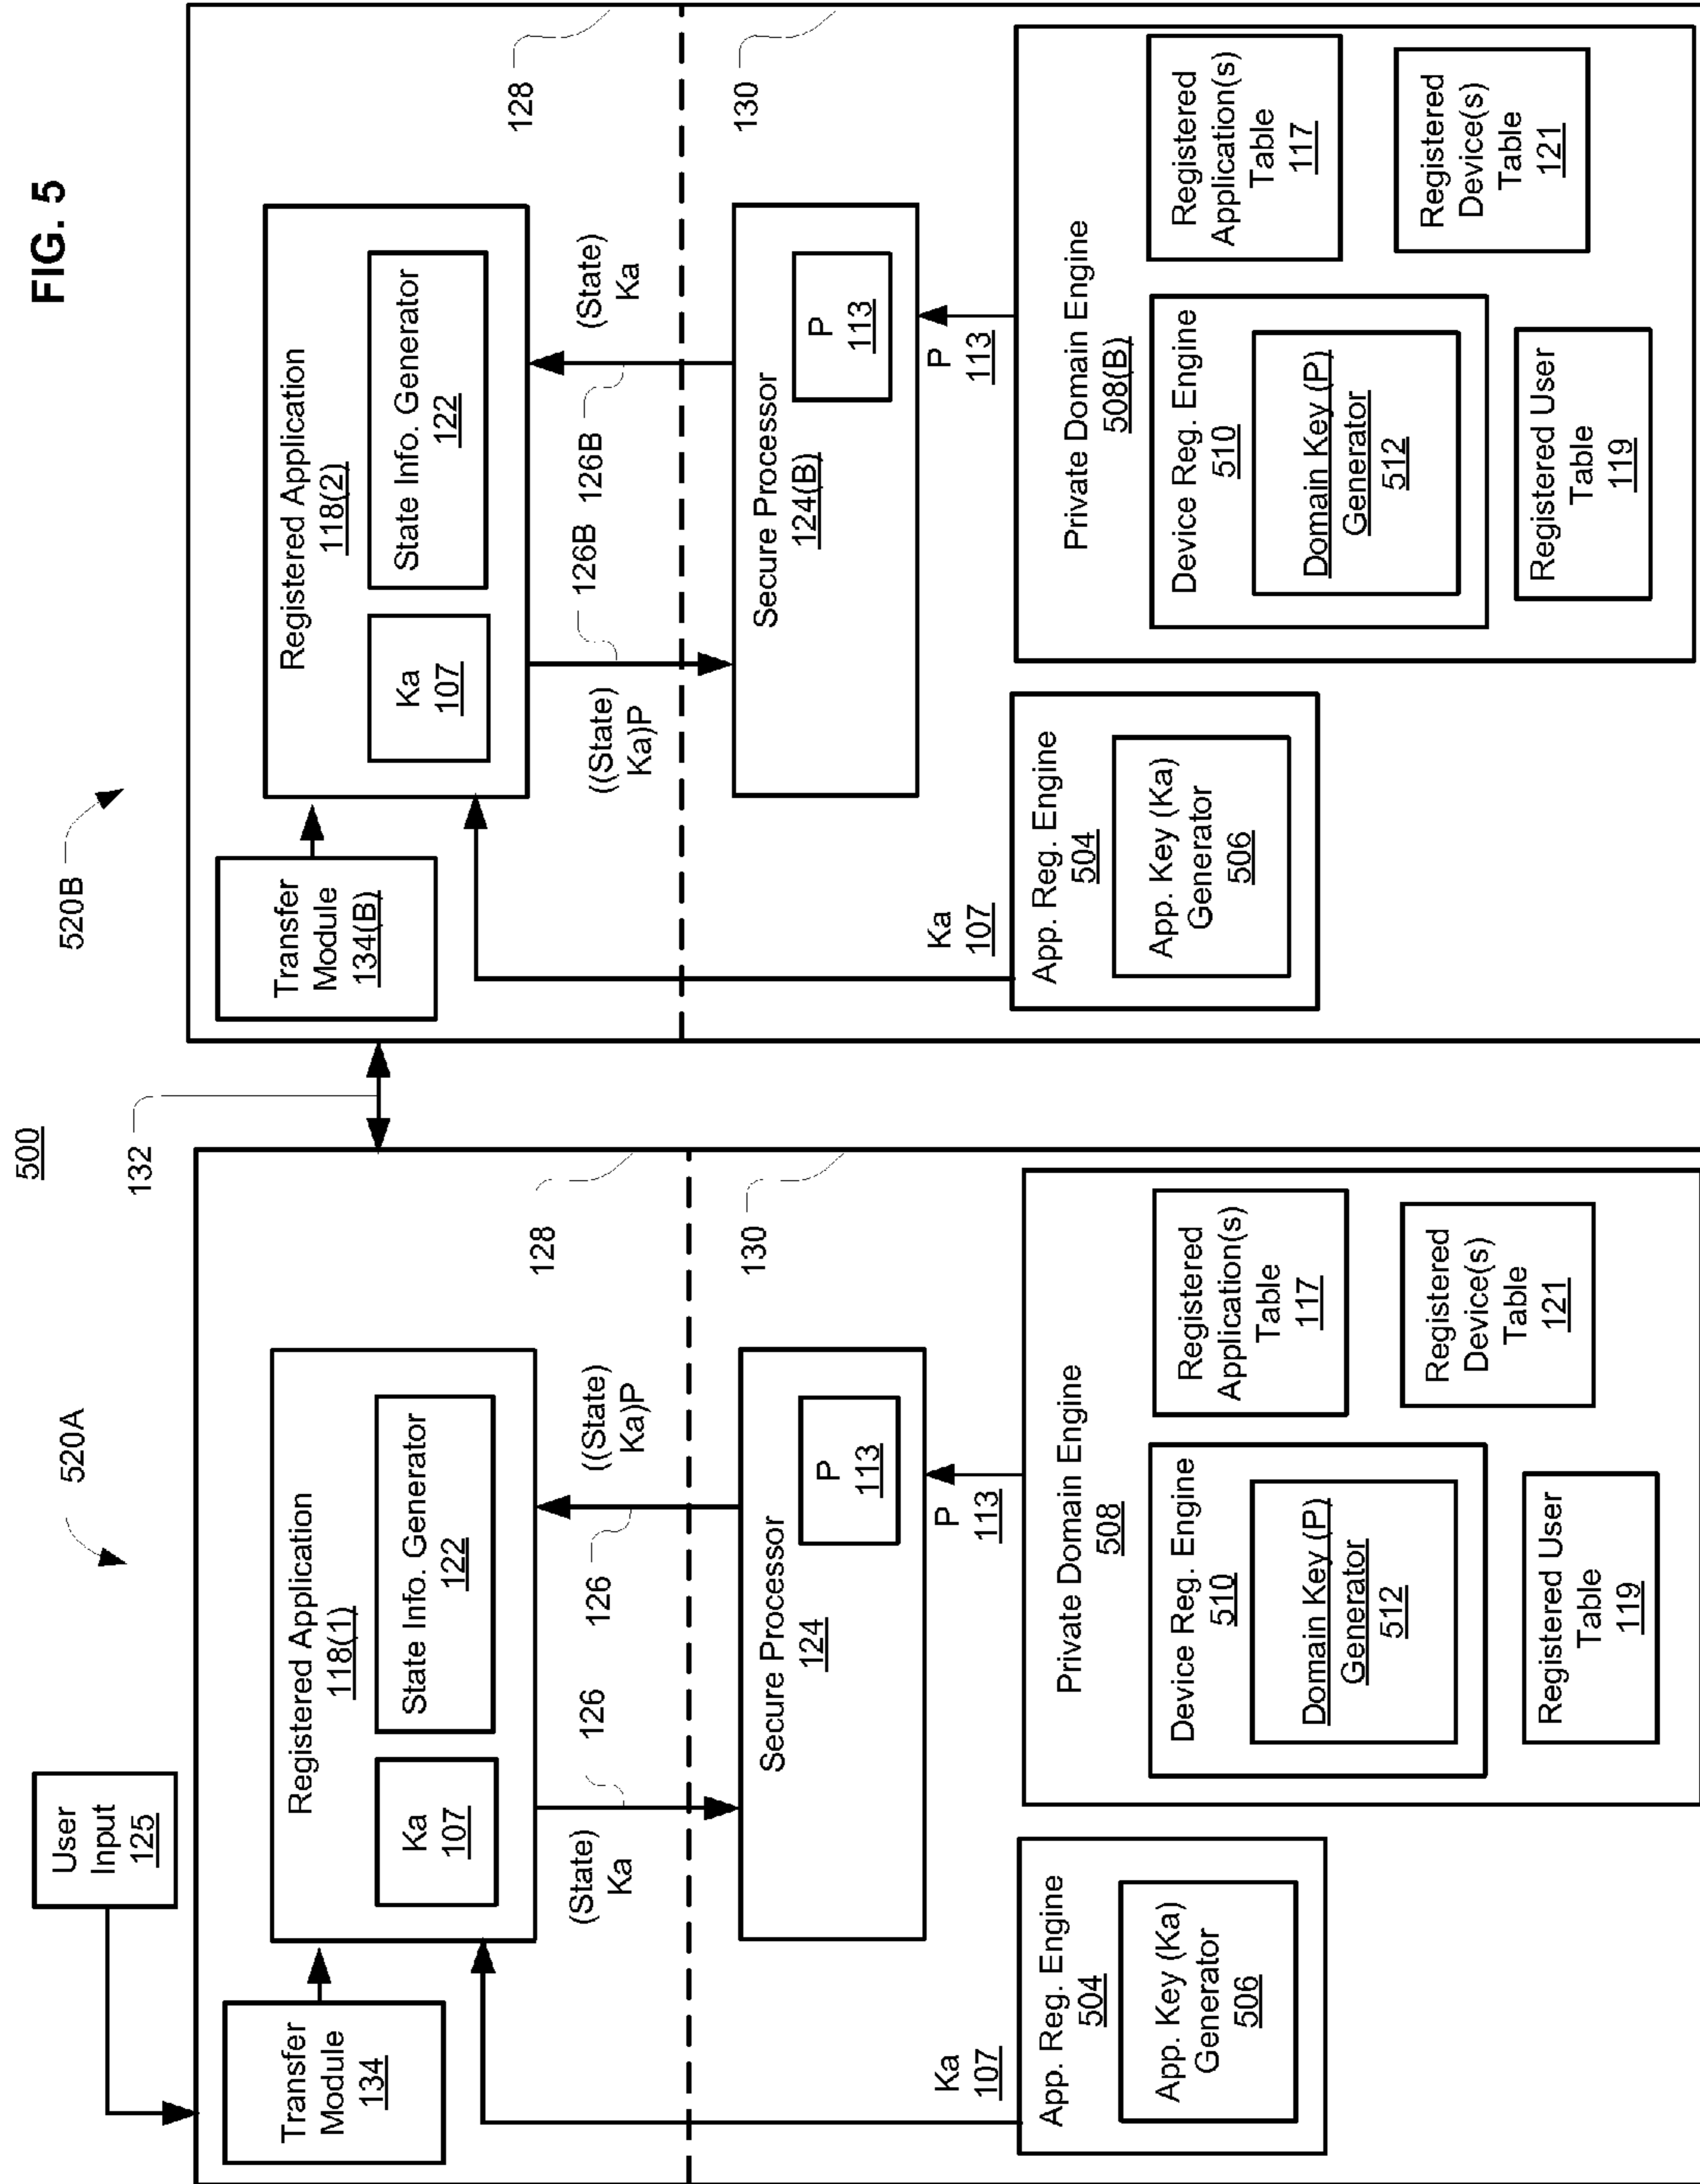 FIG. 5
500
520A
520B
132
User
Input
125
Transfer
Module
134
Registered Application
118(1)
Ka
107
State Info. Generator
122
128
(State)
Ka
126
126
((State)
Ka)P
130
Secure Processor
124
P
113
Ka
107
P
113
App. Reg. Engine
504
App. Key (Ka)
Generator
506
Private Domain Engine
508
Device Reg. Engine
510
Domain Key (P)
Generator
512
Registered
Application(s)
Table
117
Registered User
Table
119
Registered
Device(s)
Table
121
Transfer
Module
134(B)
Registered Application
118(2)
Ka
107
State Info. Generator
122
128
((State)
Ka)P
126B
126B
(State)
Ka
130
Secure Processor
124(B)
P
113
Ka
107
P
113
App. Reg. Engine
504
App. Key (Ka)
Generator
506
Private Domain Engine
508(B)
Device Reg. Engine
510
Domain Key (P)
Generator
512
Registered
Application(s)
Table
117
Registered User
Table
119
Registered
Device(s)
Table
121